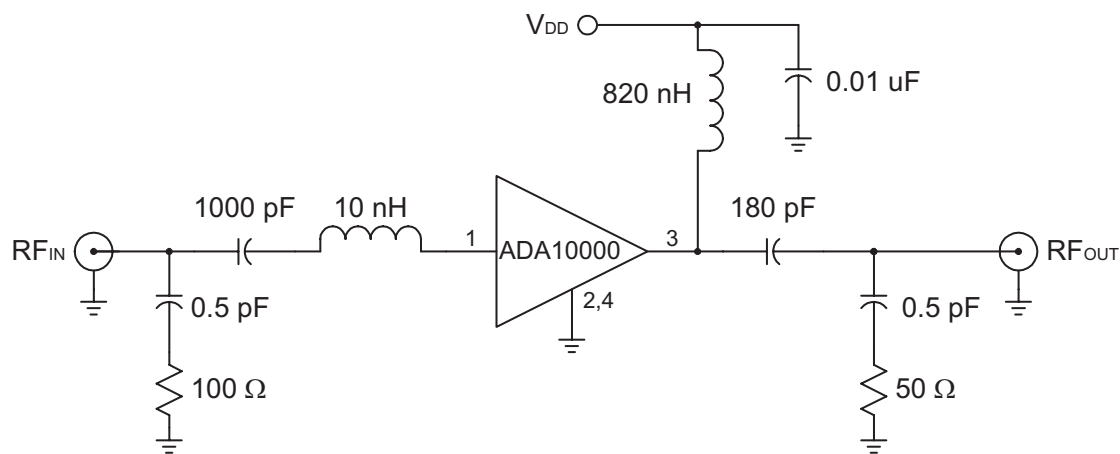 VDD
820 nH
0.01 uF
1000 pF
10 nH
180 pF
RFIN
1
ADA10000
3
RFOUT
2,4
0.5 pF
0.5 pF
100 Ω
50 Ω